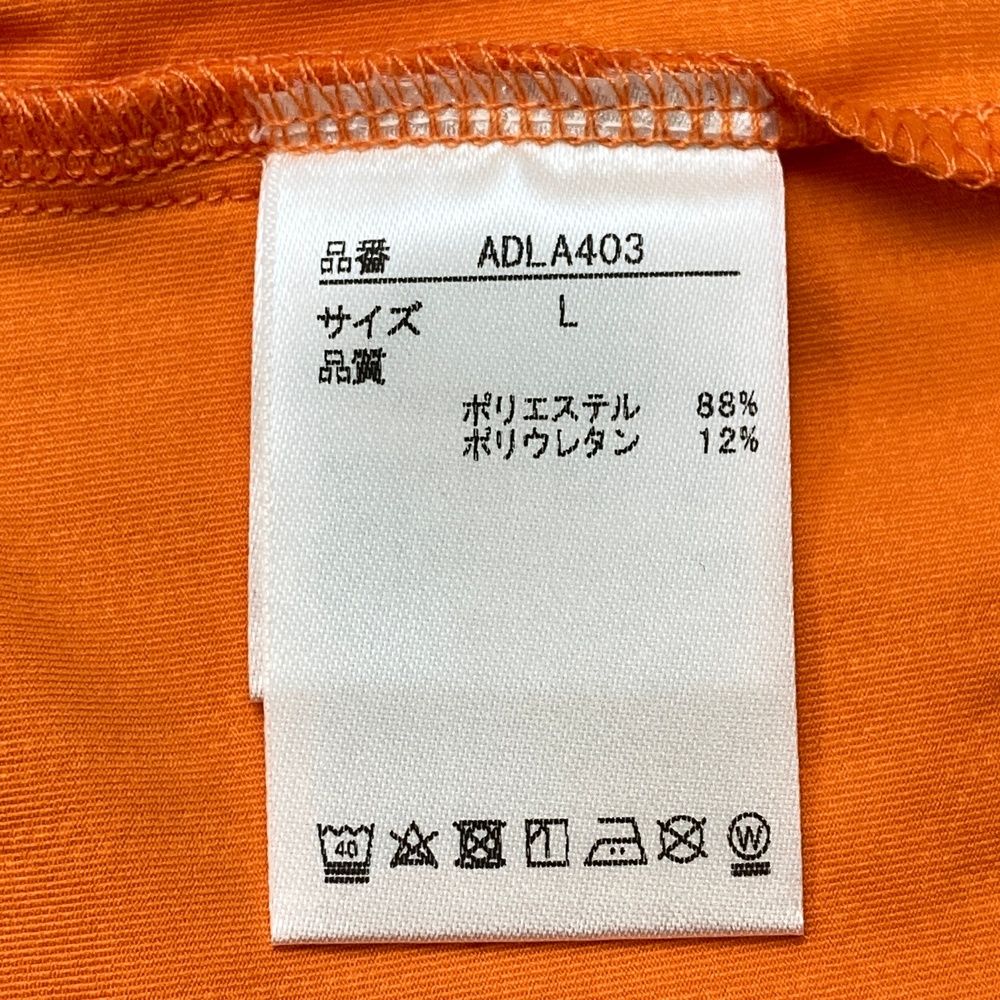 品番 ADLA403
サイズ L
品質
ポリエステル 88%
ポリウレタン 12%
40 W